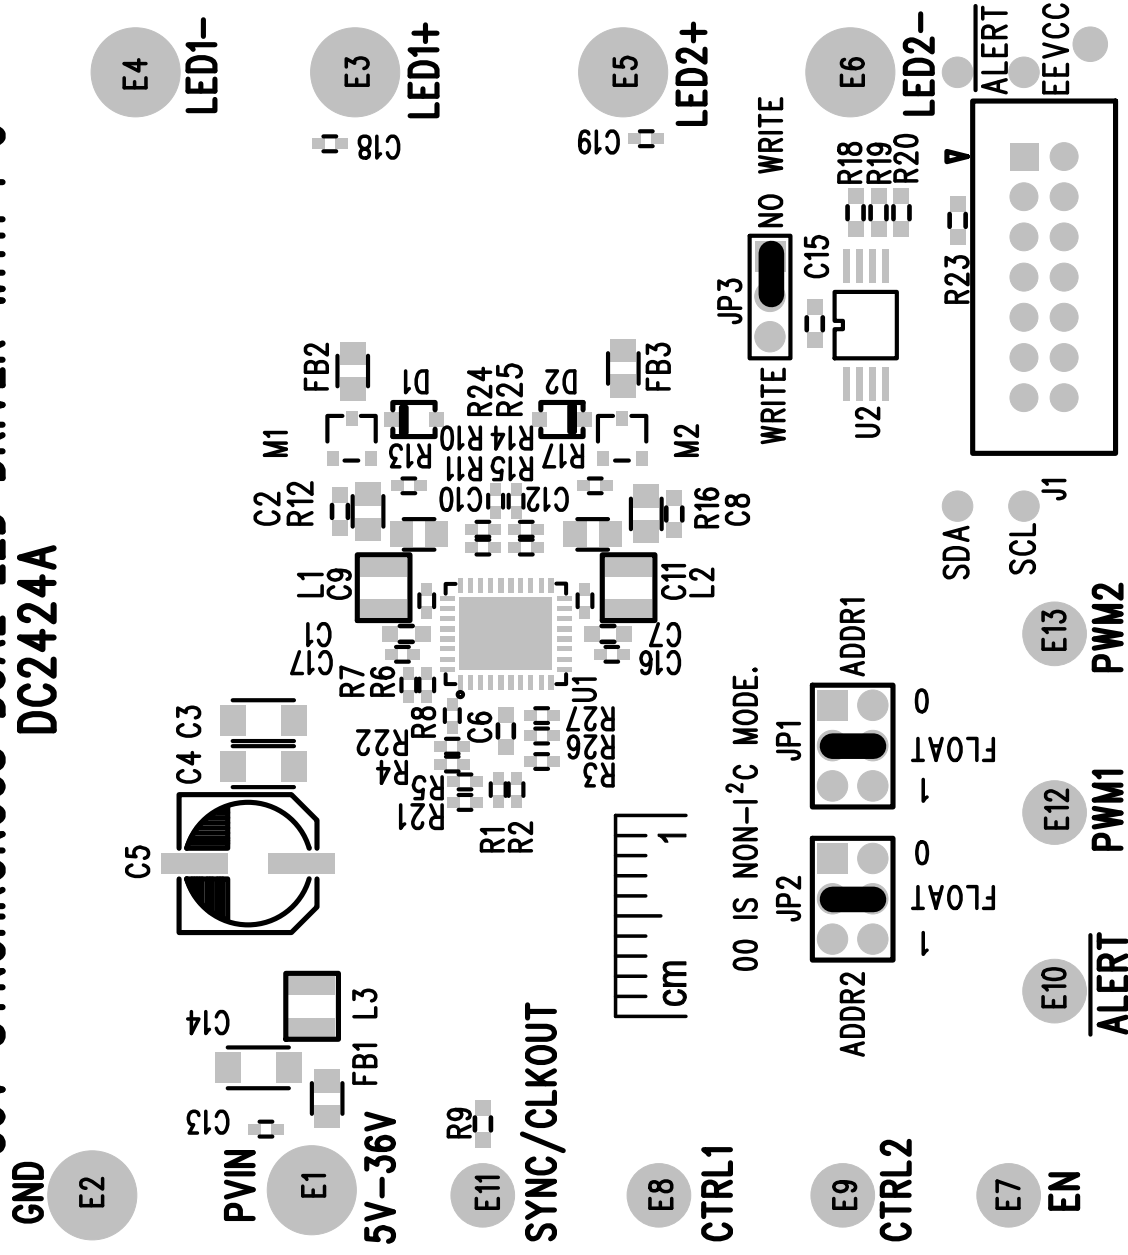 DC2424A
GND
E2
PVIN
E1
5V-36V
R9
E11
SYNC/CLKOUT
E8
CTRL1
E9
CTRL2
E7
EN
C13
C14
FB1
L3
C5
C4
C3
cm
1
00 IS NON-I²C MODE.
JP2
ADDR2
0
FLOAT
1
JP1
ADDR1
0
FLOAT
1
E10
ALERT
E12
PWM1
E13
PWM2
R1
R2
R21
R5
R4
R22
R8
C6
R3
R26
R27
U1
R7
R6
C17
C1
C16
C7
L1
C9
C11
L2
C2
R12
R16
C8
C10
C12
R11
R15
R10
R14
R13
R17
R24
R25
M1
M2
D1
D2
FB2
FB3
WRITE
JP3
NO WRITE
C15
U2
R18
R19
R20
R23
J1
SDA
SCL
C18
C19
E4
LED1-
E3
LED1+
E5
LED2+
E6
LED2-
ALERT
EEVCC